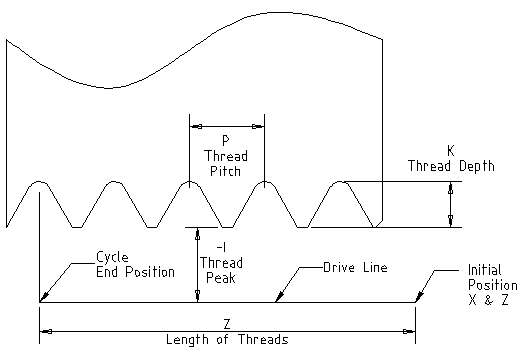 P
Thread
Pitch
K
Thread Depth
-I
Thread
Peak
Cycle
End Position
Drive Line
Initial
Position
X & Z
Z
Length of Threads